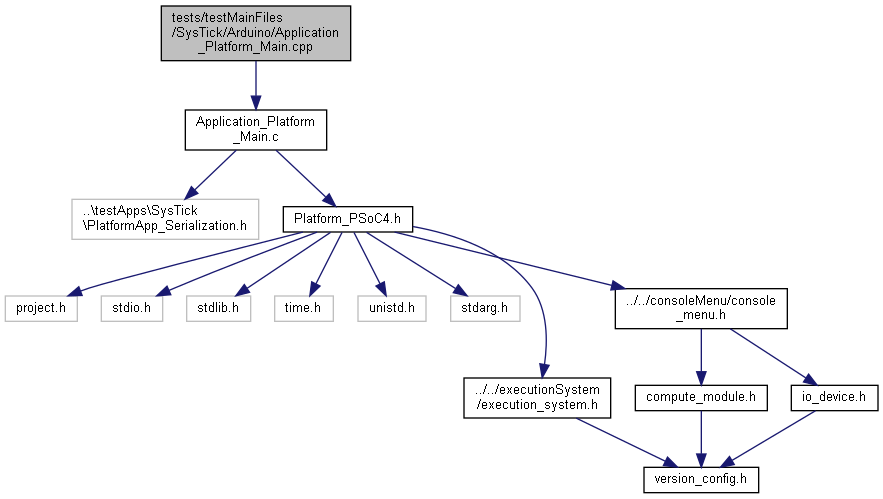 tests/testMainFiles
/SysTick/Arduino/Application
_Platform_Main.cpp
Application_Platform
_Main.c
..\testApps\SysTick
\PlatformApp_Serialization.h
Platform_PSoC4.h
project.h
stdio.h
stdlib.h
time.h
unistd.h
stdarg.h
../../consoleMenu/console
_menu.h
../../executionSystem
/execution_system.h
compute_module.h
io_device.h
version_config.h